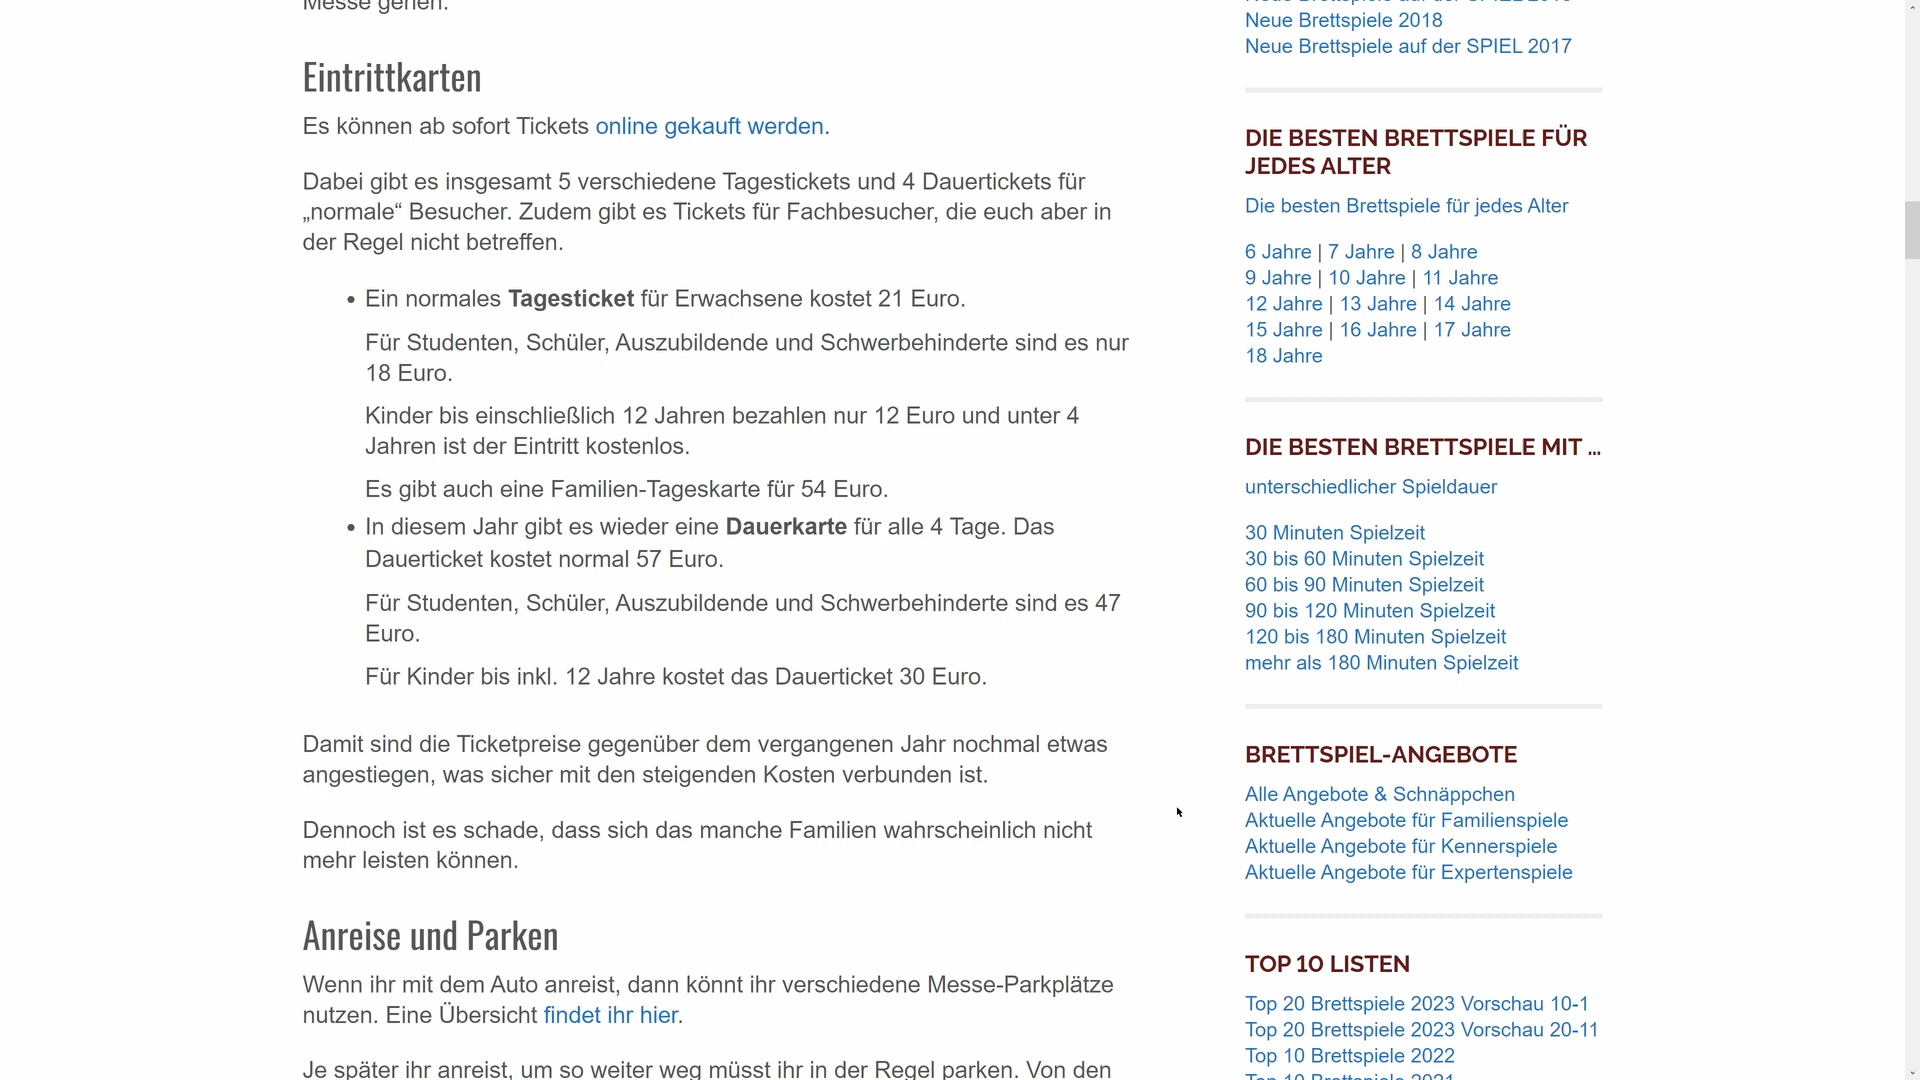 Messe gehen.
Eintrittkarten
Es können ab sofort Tickets online gekauft werden.
Dabei gibt es insgesamt 5 verschiedene Tagestickets und 4 Dauertickets für
„normale“ Besucher. Zudem gibt es Tickets für Fachbesucher, die euch aber in
der Regel nicht betreffen.
• Ein normales Tagesticket für Erwachsene kostet 21 Euro.
Für Studenten, Schüler, Auszubildende und Schwerbehinderte sind es nur
18 Euro.
Kinder bis einschließlich 12 Jahren bezahlen nur 12 Euro und unter 4
Jahren ist der Eintritt kostenlos.
Es gibt auch eine Familien-Tageskarte für 54 Euro.
• In diesem Jahr gibt es wieder eine Dauerkarte für alle 4 Tage. Das
Dauerticket kostet normal 57 Euro.
Für Studenten, Schüler, Auszubildende und Schwerbehinderte sind es 47
Euro.
Für Kinder bis inkl. 12 Jahre kostet das Dauerticket 30 Euro.
Damit sind die Ticketpreise gegenüber dem vergangenen Jahr nochmal etwas
angestiegen, was sicher mit den steigenden Kosten verbunden ist.
Dennoch ist es schade, dass sich das manche Familien wahrscheinlich nicht
mehr leisten können.
Anreise und Parken
Wenn ihr mit dem Auto anreist, dann könnt ihr verschiedene Messe-Parkplätze
nutzen. Eine Übersicht findet ihr hier.
Je später ihr anreist, um so weiter weg müsst ihr in der Regel parken. Von den
Neue Brettspiele 2018
Neue Brettspiele auf der SPIEL 2017
DIE BESTEN BRETTSPIELE FÜR
JEDES ALTER
Die besten Brettspiele für jedes Alter
6 Jahre | 7 Jahre | 8 Jahre
9 Jahre | 10 Jahre | 11 Jahre
12 Jahre | 13 Jahre | 14 Jahre
15 Jahre | 16 Jahre | 17 Jahre
18 Jahre
DIE BESTEN BRETTSPIELE MIT ...
unterschiedlicher Spieldauer
30 Minuten Spielzeit
30 bis 60 Minuten Spielzeit
60 bis 90 Minuten Spielzeit
90 bis 120 Minuten Spielzeit
120 bis 180 Minuten Spielzeit
mehr als 180 Minuten Spielzeit
BRETTSPIEL-ANGEBOTE
Alle Angebote & Schnäppchen
Aktuelle Angebote für Familienspiele
Aktuelle Angebote für Kennerspiele
Aktuelle Angebote für Expertenspiele
TOP 10 LISTEN
Top 20 Brettspiele 2023 Vorschau 10-1
Top 20 Brettspiele 2023 Vorschau 20-11
Top 10 Brettspiele 2022